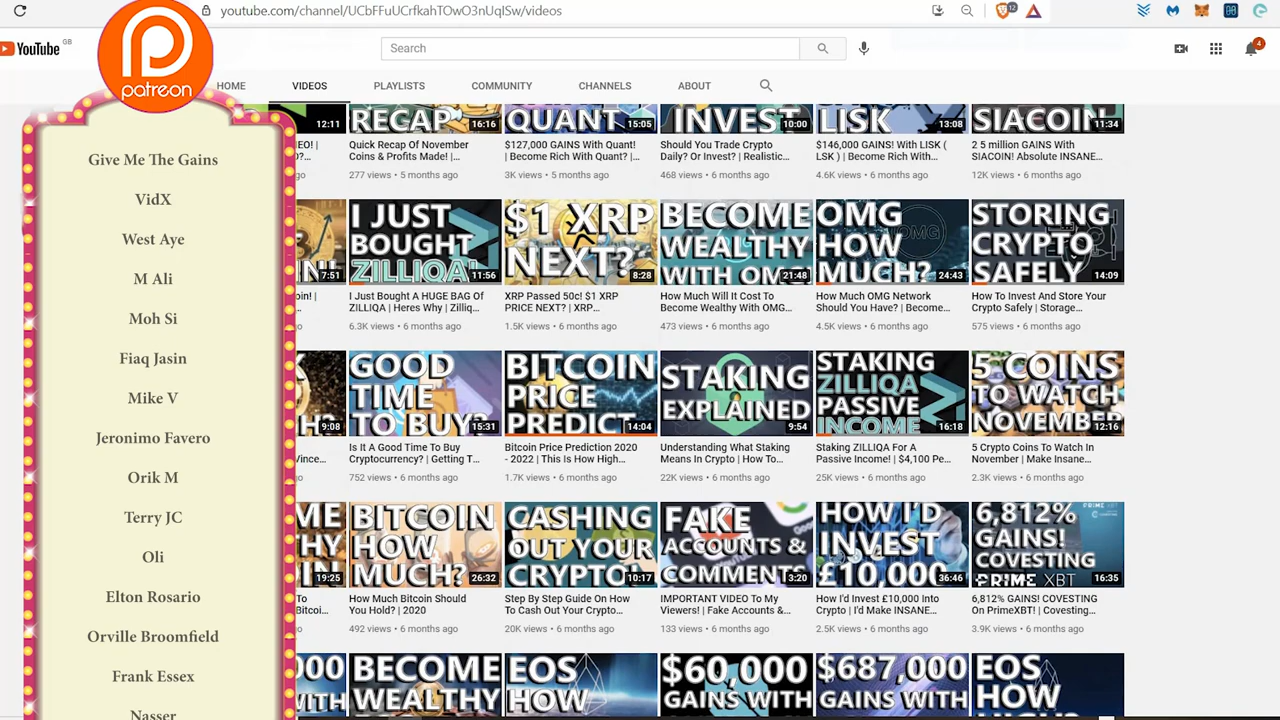 youtube.com/channel/UCbFFuUCrfkahTOwO3nUqISw/videos
12
YouTube GB
Search
4
patreon
HOME
VIDEOS
PLAYLISTS
COMMUNITY
CHANNELS
ABOUT
Give Me The Gains
VidX
West Aye
M Ali
Moh Si
Fiaq Jasin
Mike V
Jeronimo Favero
Orik M
Terry JC
Oli
Elton Rosario
Orville Broomfield
Frank Essex
Nasser
12:11
RECAP
16:16
QUANT
15:05
INVEST
10:00
LISK
13:08
SIACOIN
11:34
Quick Recap Of November
Coins & Profits Made! |...
277 views • 5 months ago
$127,000 GAINS With Quant
! | Become Rich With Quant? |...
3K views • 5 months ago
Should You Trade Crypto
Daily? Or Invest? | Realistic...
468 views • 6 months ago
$146,000 GAINS! With LISK (
LSK ) | Become Rich With...
4.6K views • 6 months ago
2 5 million GAINS With
SIACOIN! Absolute INSANE...
12K views • 6 months ago
7:51
I JUST
BOUGHT
ZILLIQA
11:56
$1 XRP
NEXT?
8:28
BECOME
WEALTHY
WITH OMG
21:48
OMG
HOW
MUCH?
24:43
STORING
CRYPTO
SAFELY
14:09
I Just Bought A HUGE BAG Of
ZILLIQA | Heres Why | Zilliq...
6.3K views • 6 months ago
XRP Passed 50c! $1 XRP
PRICE NEXT? | XRP...
1.5K views • 6 months ago
How Much Will It Cost To
Become Wealthy With OMG...
473 views • 6 months ago
How Much OMG Network
Should You Have? | Become...
4.5K views • 6 months ago
How To Invest And Store Your
Crypto Safely | Storage...
575 views • 6 months ago
9:08
GOOD
TIME
TO BUY?
15:31
BITCOIN
PRICE
PREDICT
14:04
STAKING
EXPLAINED
9:54
STAKING
ZILLIQA
PASSIVE
INCOME
16:18
5 COINS
TO WATCH
NOVEMBER
12:16
Vince...
Is It A Good Time To Buy
Cryptocurrency? | Getting T...
752 views • 6 months ago
Bitcoin Price Prediction 2020
- 2022 | This Is How High...
1.7K views • 6 months ago
Understanding What Staking
Means In Crypto | How To...
22K views • 6 months ago
Staking ZILLIQA For A
Passive Income! | $4,100 Pe...
25K views • 6 months ago
5 Crypto Coins To Watch In
November | Make Insane...
2.3K views • 6 months ago
19:25
BITCOIN
HOW
MUCH?
26:32
CASHING
OUT YOUR
CRYPTO!
10:17
FAKE
ACCOUNTS &
COMMENTS
3:20
HOW I'D
INVEST
£10,000
36:46
6,812%
GAINS!
COVESTING
PRIME XBT
16:35
To
Bitcoi...
How Much Bitcoin Should
You Hold? | 2020
492 views • 6 months ago
Step By Step Guide On How
To Cash Out Your Crypto...
20K views • 6 months ago
IMPORTANT VIDEO To My
Viewers! | Fake Accounts &...
133 views • 6 months ago
How I'd Invest £10,000 Into
Crypto | I'd Make INSANE...
2.5K views • 6 months ago
6,812% GAINS! COVESTING
On PrimeXBT! | Covesting...
3.9K views • 6 months ago
BECOME
WEALTHY
EOS
HOW
$60,000
GAINS WITH
$687,000
GAINS WITH
EOS
HOW